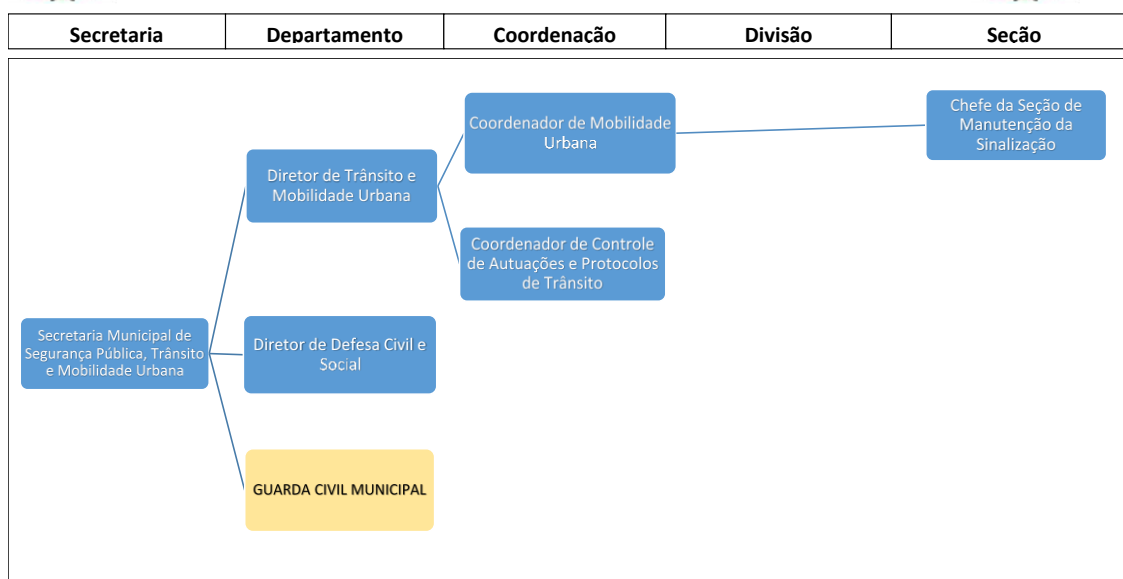 Secretaria Departamento Coordenação Divisão Seção
Coordenador de Mobilidade
Urbana
Chefe da Seção de
Manutenção da
Sinalização
Diretor de Trânsito e
Mobilidade Urbana
Coordenador de Controle
de Autuações e Protocolos
de Trânsito
Secretaria Municipal de
Segurança Pública, Trânsito
e Mobilidade Urbana
Diretor de Defesa Civil e
Social
GUARDA CIVIL MUNICIPAL